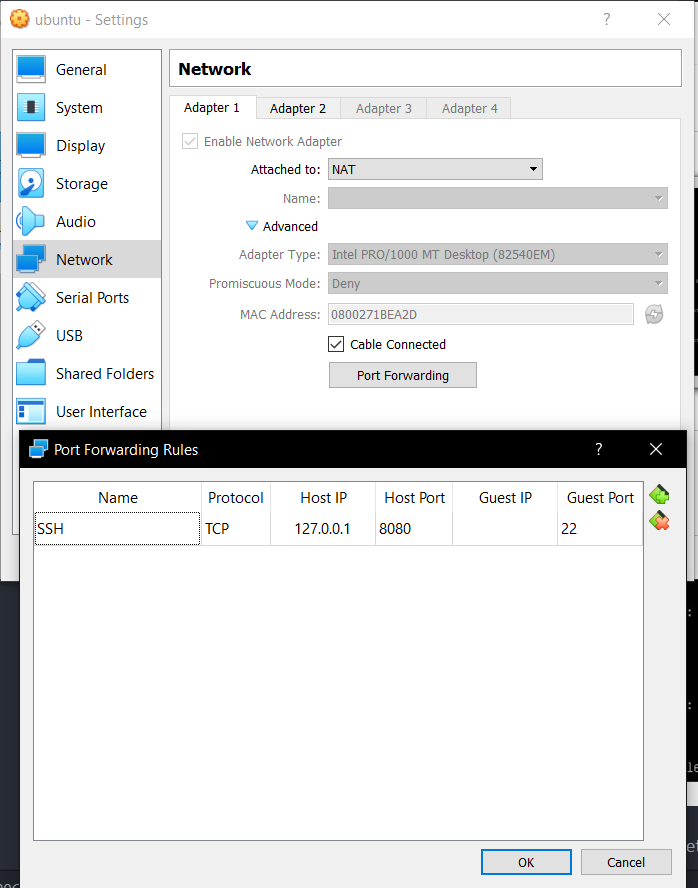 ubuntu - Settings
?
General
System
Display
Storage
Audio
Network
Serial Ports
USB
Shared Folders
User Interface
Network
Adapter 1 Adapter 2 Adapter 3 Adapter 4
Enable Network Adapter
Attached to: NAT
Name:
Advanced
Adapter Type: Intel PRO/1000 MT Desktop (82540EM)
Promiscuous Mode: Deny
MAC Address: 0800271BEA2D
Cable Connected
Port Forwarding
Port Forwarding Rules
?
Name Protocol Host IP Host Port Guest IP Guest Port
SSH TCP 127.0.0.1 8080 22
OK Cancel